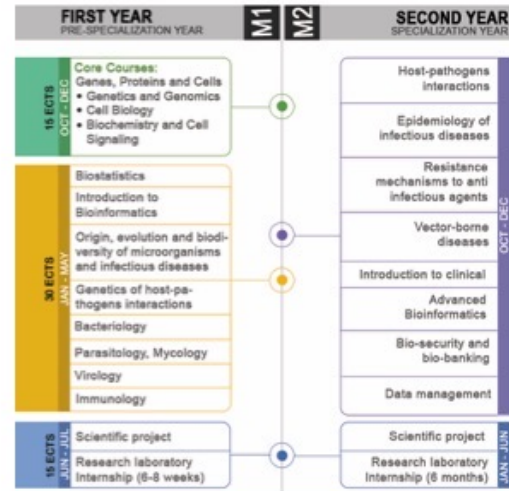 FIRST YEAR
PRE-SPECIALIZATION YEAR
M1
M2
SECOND YEAR
SPECIALIZATION YEAR
15 ECTS
OCT - DEC
Core Courses:
Genes, Proteins and Cells
• Genetics and Genomics
• Cell Biology
• Biochemistry and Cell
Signaling
30 ECTS
JAN - MAY
Biostatistics
Introduction to
Bioinformatics
Origin, evolution and biodi-
versity of microorganisms
and infectious diseases
Genetics of host-pa-
thogens interactions
Bacteriology
Parasitology, Mycology
Virology
Immunology
15 ECTS
JUN - JUL
Scientific project
Research laboratory
Internship (6-8 weeks)
Host-pathogens
interactions
Epidemiology of
infectious diseases
Resistance
mechanisms to anti
infectious agents
Vector-borne
diseases
Introduction to clinical
Advanced
Bioinformatics
Bio-security and
bio-banking
Data management
OCT - DEC
Scientific project
Research laboratory
Internship (6 months)
JAN - JUN